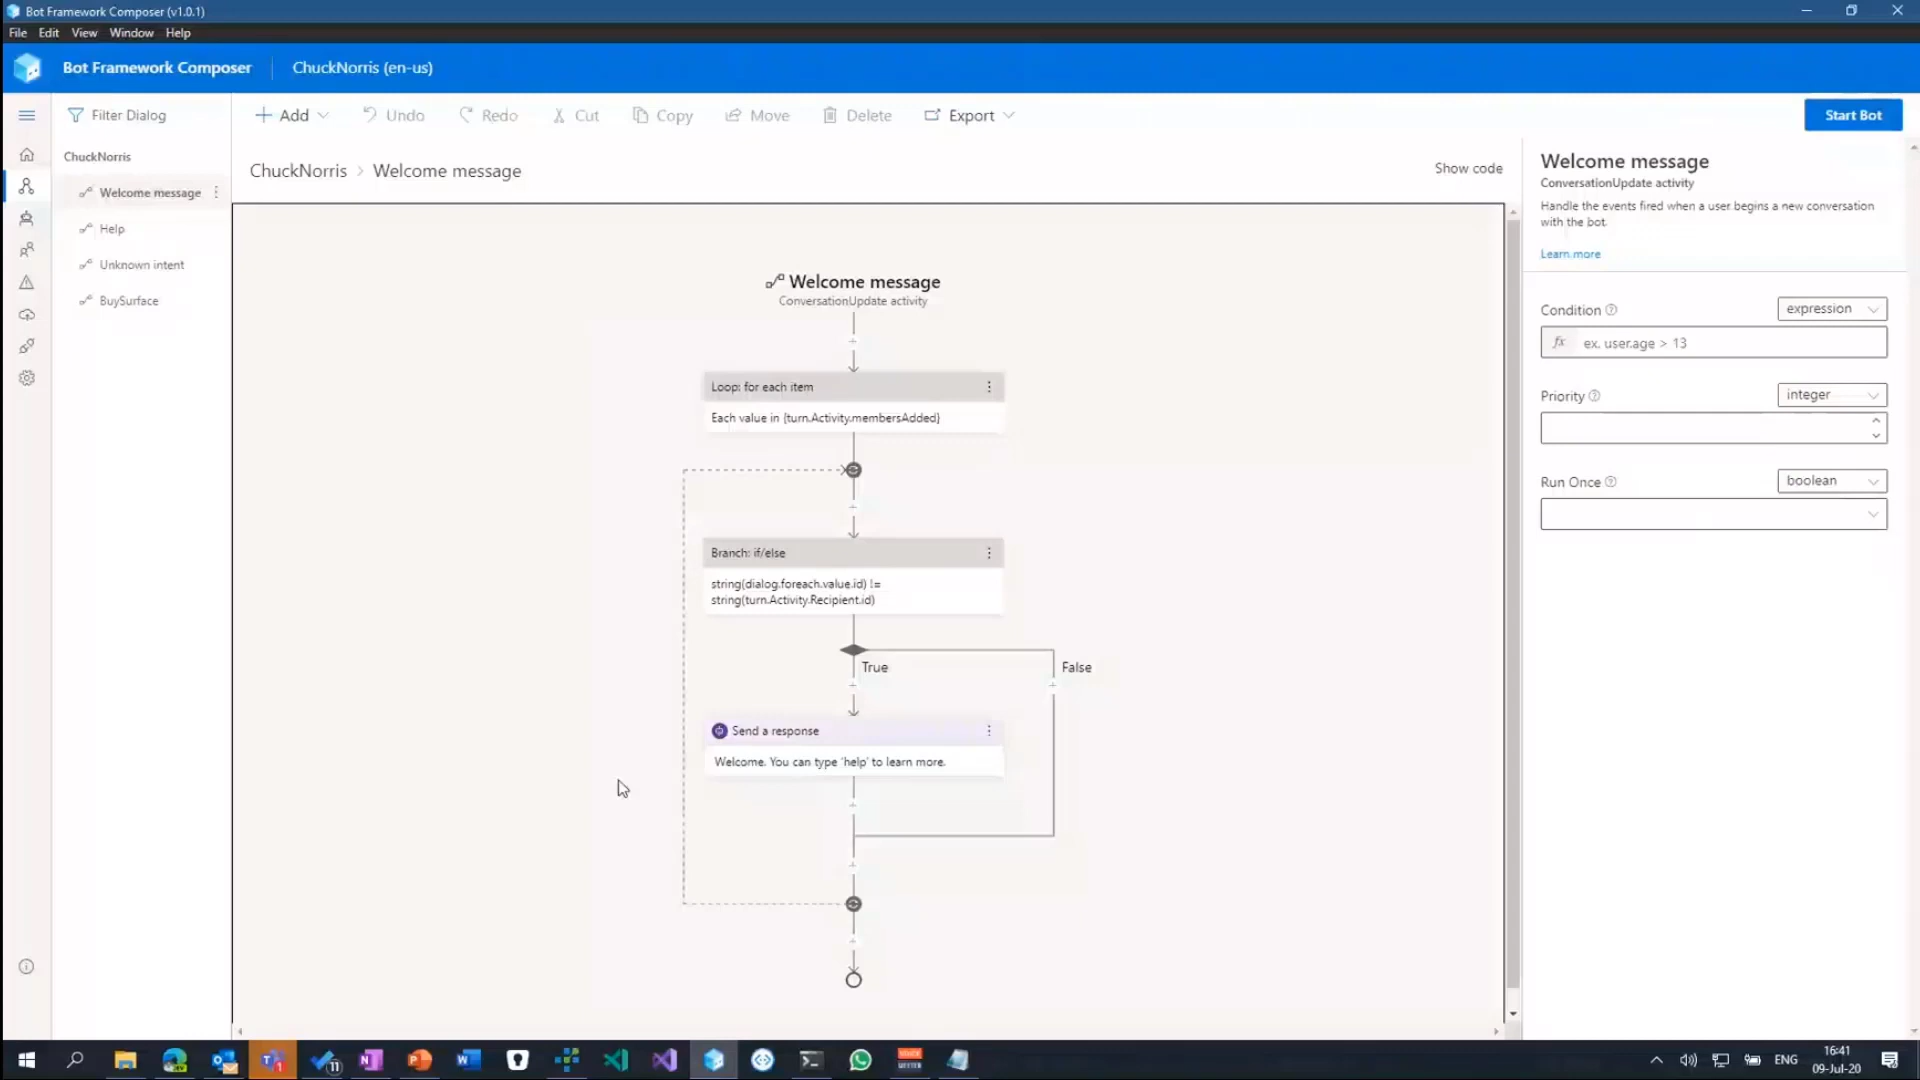 Bot Framework Composer (v1.0.1)
File Edit View Window Help
Bot Framework Composer ChuckNorris (en-us)
Filter Dialog
Add Undo Redo Cut Copy Move Delete Export
Start Bot
ChuckNorris
Welcome message
Help
Unknown intent
BuySurface
ChuckNorris > Welcome message
Show code
Welcome message
ConversationUpdate activity
Loop: for each item
Each value in {turn.Activity.membersAdded}
Branch: if/else
string(dialog.foreach.value.id) !=
string(turn.Activity.Recipient.id)
True
False
Send a response
Welcome. You can type 'help' to learn more.
Welcome message
ConversationUpdate activity
Handle the events fired when a user begins a new conversation
with the bot.
Learn more
Condition expression
fx ex. user.age > 13
Priority integer
Run Once boolean
11
ENG
16:41
09-Jul-20